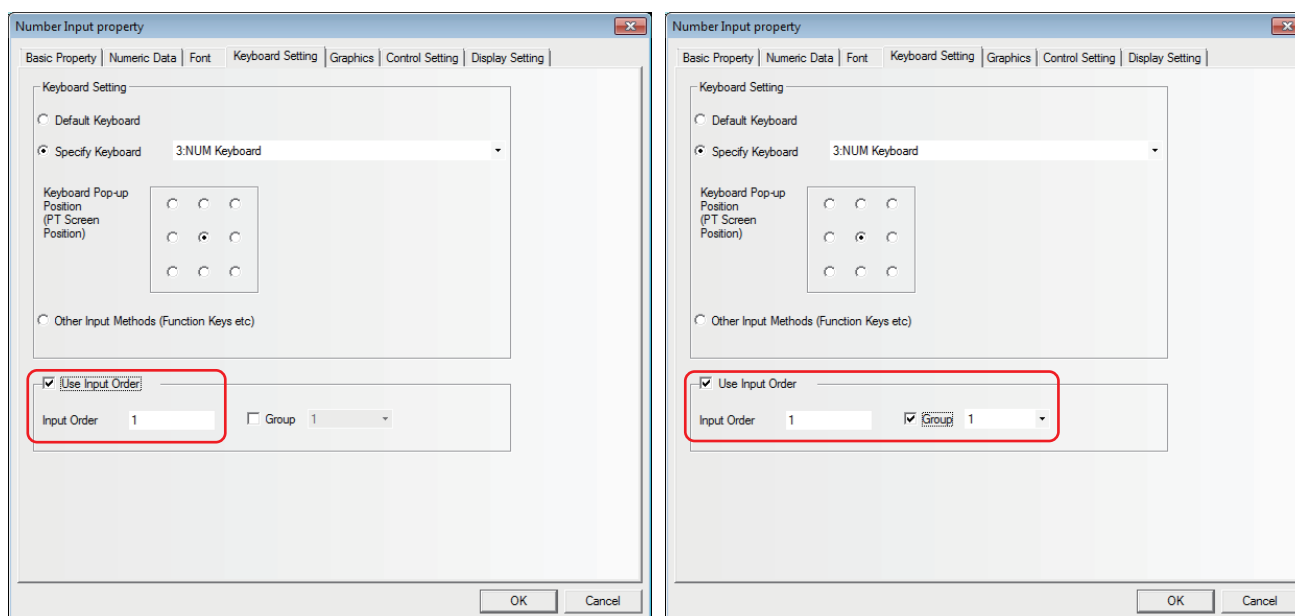 Number Input property
Basic Property Numeric Data Font Keyboard Setting Graphics Control Setting Display Setting
Keyboard Setting
Default Keyboard
Specify Keyboard 3:NUM Keyboard
Keyboard Pop-up
Position
(PT Screen
Position)
Other Input Methods (Function Keys etc)
Use Input Order
Input Order 1 Group 1
OK Cancel
Number Input property
Basic Property Numeric Data Font Keyboard Setting Graphics Control Setting Display Setting
Keyboard Setting
Default Keyboard
Specify Keyboard 3:NUM Keyboard
Keyboard Pop-up
Position
(PT Screen
Position)
Other Input Methods (Function Keys etc)
Use Input Order
Input Order 1 Group 1
OK Cancel